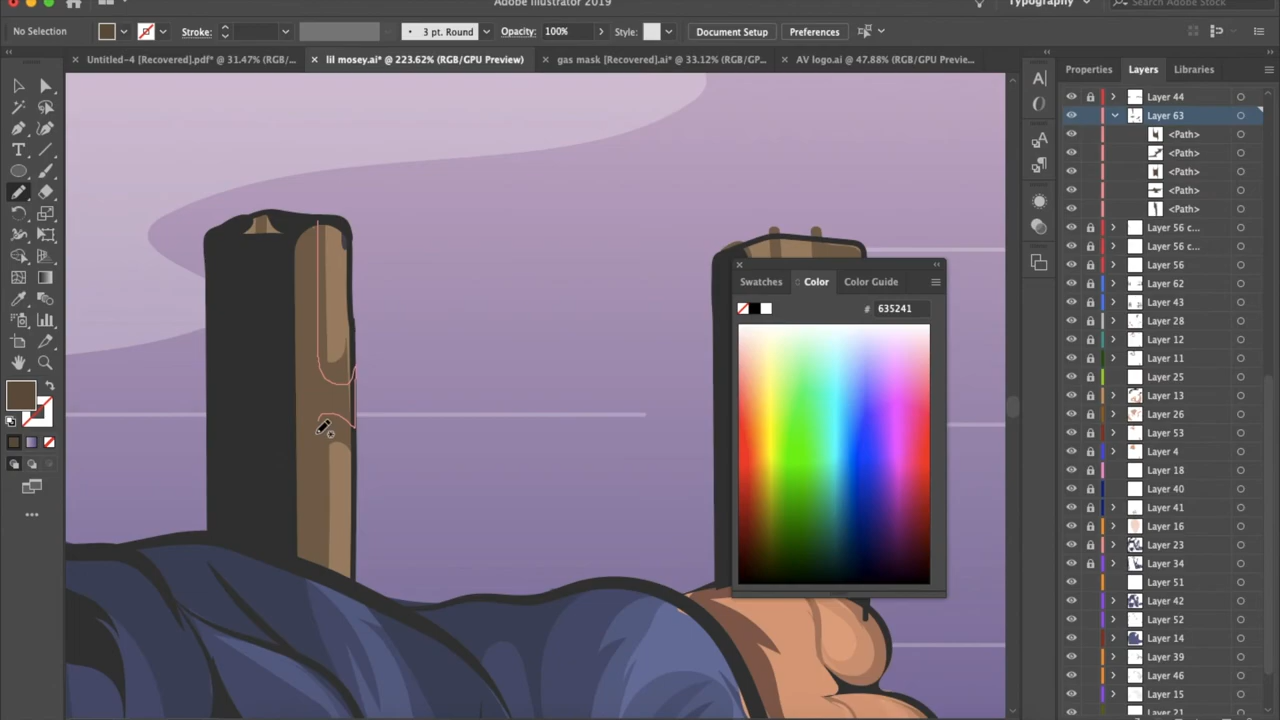 Adobe Illustrator 2019
Typography
Search Adobe Stock
No Selection
Stroke:
3 pt. Round
Opacity:
100%
Style:
Document Setup
Preferences
Untitled-4 [Recovered].pdf* @ 31.47% (RGB/...
lil mosey.ai* @ 223.62% (RGB/GPU Preview)
gas mask [Recovered].ai* @ 33.12% (RGB/GP...
AV logo.ai @ 47.88% (RGB/GPU Previe...
Properties
Layers
Libraries
Layer 44
Layer 63
<Path>
<Path>
<Path>
<Path>
<Path>
Layer 56 c...
Layer 56 c...
Layer 56
Layer 62
Layer 43
Layer 28
Layer 12
Layer 11
Layer 25
Layer 13
Layer 26
Layer 53
Layer 4
Layer 18
Layer 40
Layer 41
Layer 16
Layer 23
Layer 34
Layer 51
Layer 42
Layer 52
Layer 14
Layer 39
Layer 46
Layer 15
Layer 21
Swatches
Color
Color Guide
# 635241